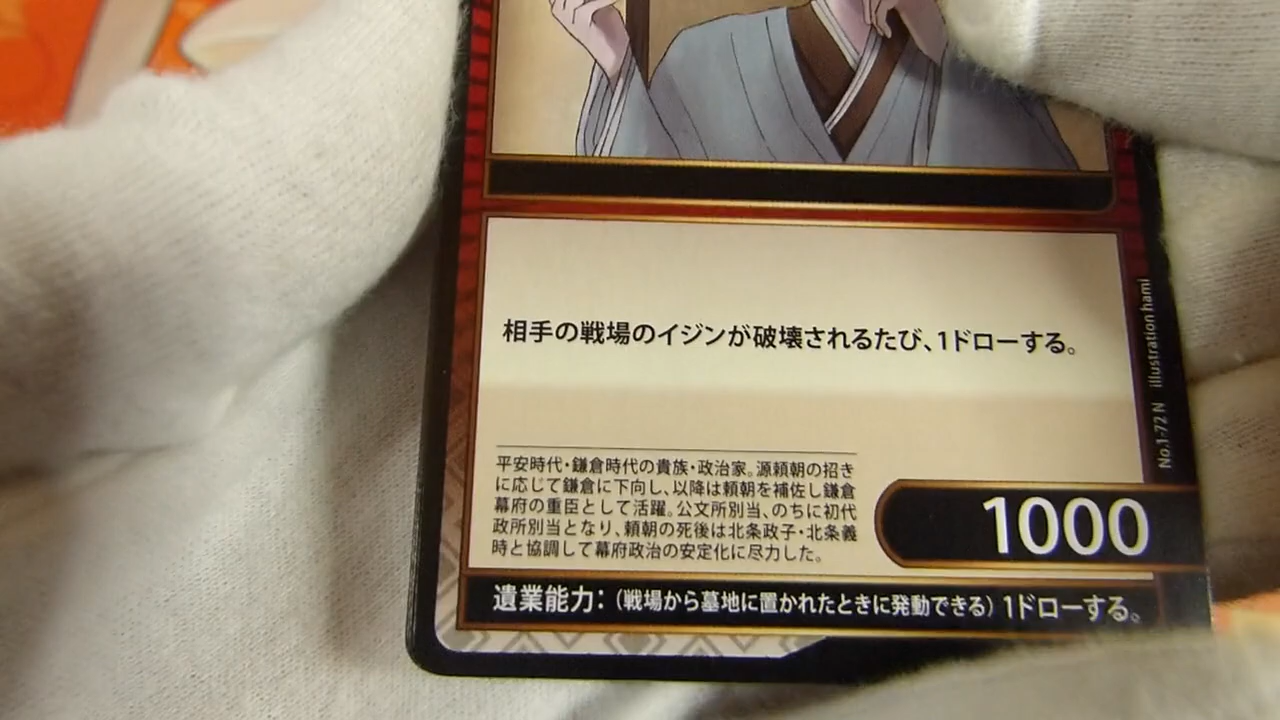 相手の戦場のイジンが破壊されるたび、1ドローする。
平安時代・鎌倉時代の貴族・政治家。源頼朝の招き
に応じて鎌倉に下向し、以降は頼朝を補佐し鎌倉
幕府の重臣として活躍。公文所別当、のちに初代
政所別当となり、頼朝の死後は北条政子・北条義
時と協調して幕府政治の安定化に尽力した。
1000
遺業能力：（戦場から墓地に置かれたときに発動できる）1ドローする。
No.1-72 N illustration hami